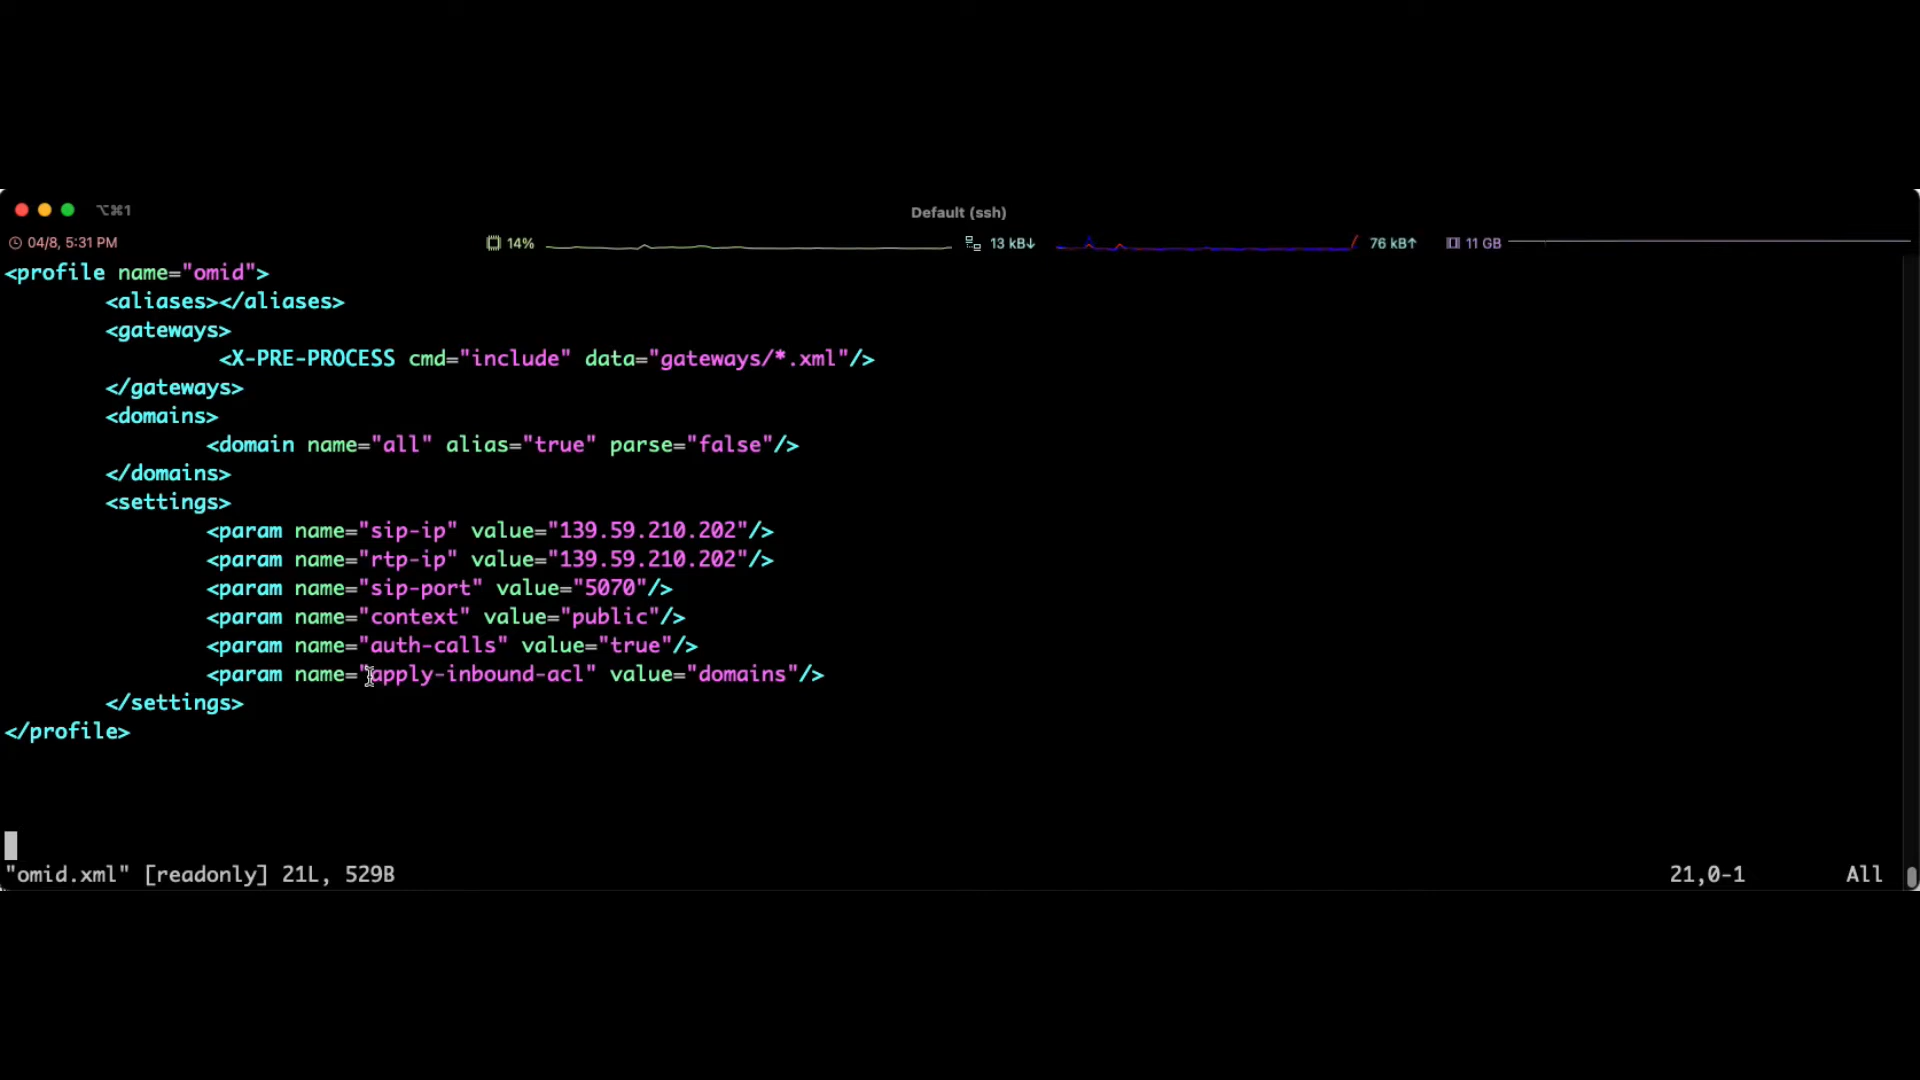 ⌥⌘1
Default (ssh)
04/8, 5:31 PM 14% 13 kB↓ 76 kB↑ 11 GB
<profile name="omid">
<aliases></aliases>
<gateways>
<X-PRE-PROCESS cmd="include" data="gateways/*.xml"/>
</gateways>
<domains>
<domain name="all" alias="true" parse="false"/>
</domains>
<settings>
<param name="sip-ip" value="139.59.210.202"/>
<param name="rtp-ip" value="139.59.210.202"/>
<param name="sip-port" value="5070"/>
<param name="context" value="public"/>
<param name="auth-calls" value="true"/>
<param name="apply-inbound-acl" value="domains"/>
</settings>
</profile>
"omid.xml" [readonly] 21L, 529B 21,0-1 All